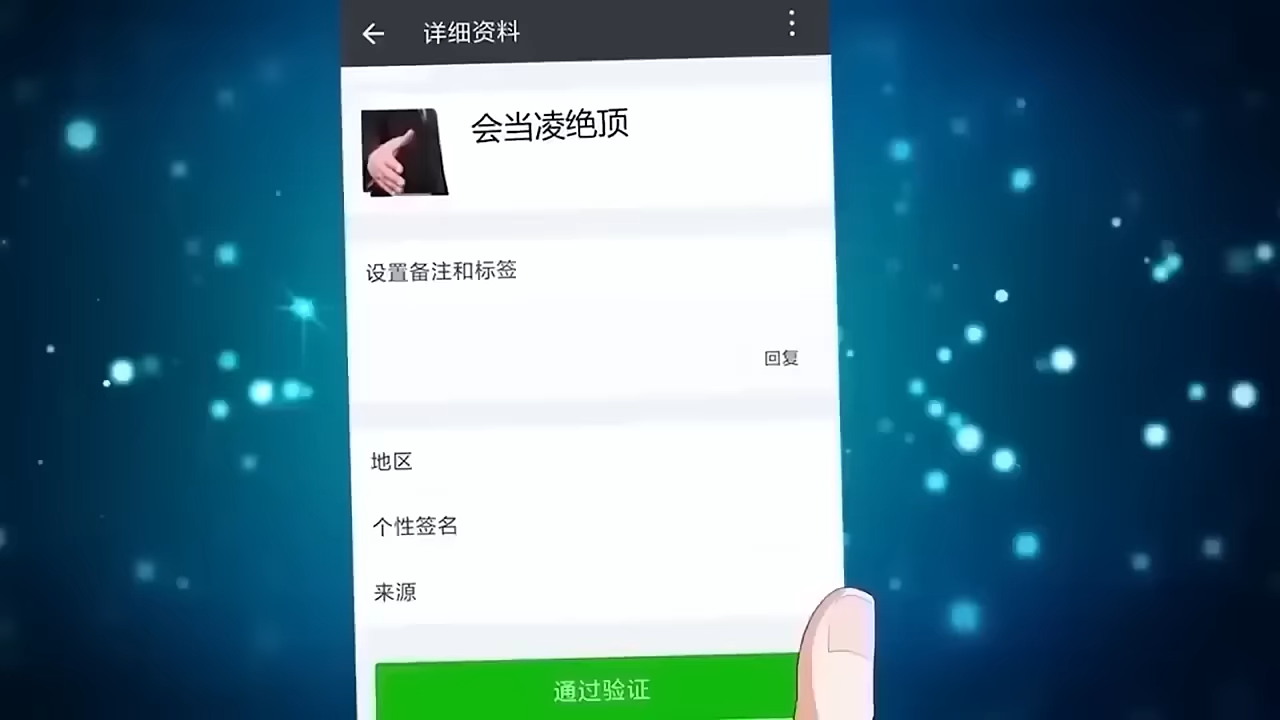 详细资料
会当凌绝顶
设置备注和标签
回复
地区
个性签名
来源
通过验证